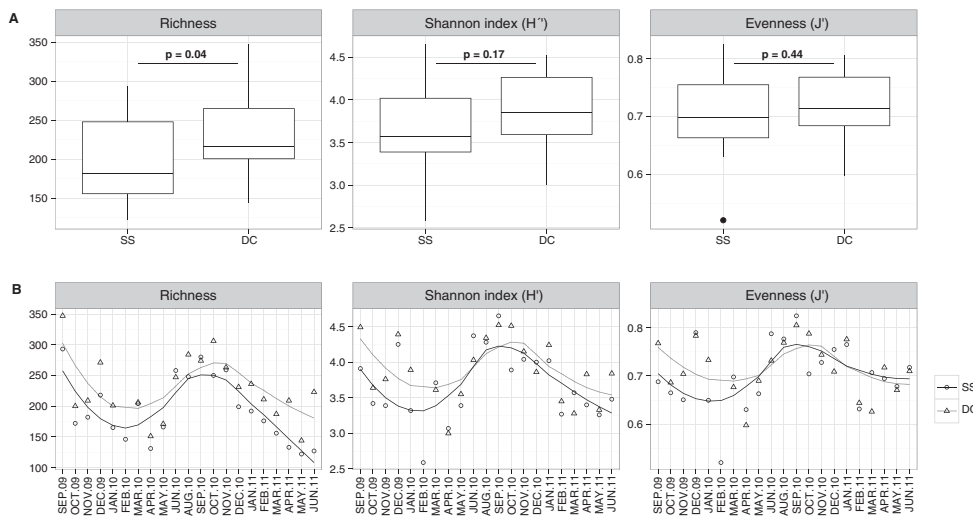 A
Richness
Shannon index (H´')
Evenness (J')
350
300
250
200
150
p = 0.04
SS
DC
4.5
4.0
3.5
3.0
2.5
p = 0.17
SS
DC
0.8
0.7
0.6
p = 0.44
SS
DC
B
Richness
Shannon index (H')
Evenness (J')
350
300
250
200
150
100
4.5
4.0
3.5
3.0
2.5
0.8
0.7
0.6
SEP.09
OCT.09
NOV.09
DEC.09
JAN.10
FEB.10
MAR.10
APR.10
MAY.10
JUN.10
AUG.10
SEP.10
OCT.10
NOV.10
DEC.10
JAN.11
FEB.11
MAR.11
APR.11
MAY.11
JUN.11
SEP.09
OCT.09
NOV.09
DEC.09
JAN.10
FEB.10
MAR.10
APR.10
MAY.10
JUN.10
AUG.10
SEP.10
OCT.10
NOV.10
DEC.10
JAN.11
FEB.11
MAR.11
APR.11
MAY.11
JUN.11
SEP.09
OCT.09
NOV.09
DEC.09
JAN.10
FEB.10
MAR.10
APR.10
MAY.10
JUN.10
AUG.10
SEP.10
OCT.10
NOV.10
DEC.10
JAN.11
FEB.11
MAR.11
APR.11
MAY.11
JUN.11
SS
DC